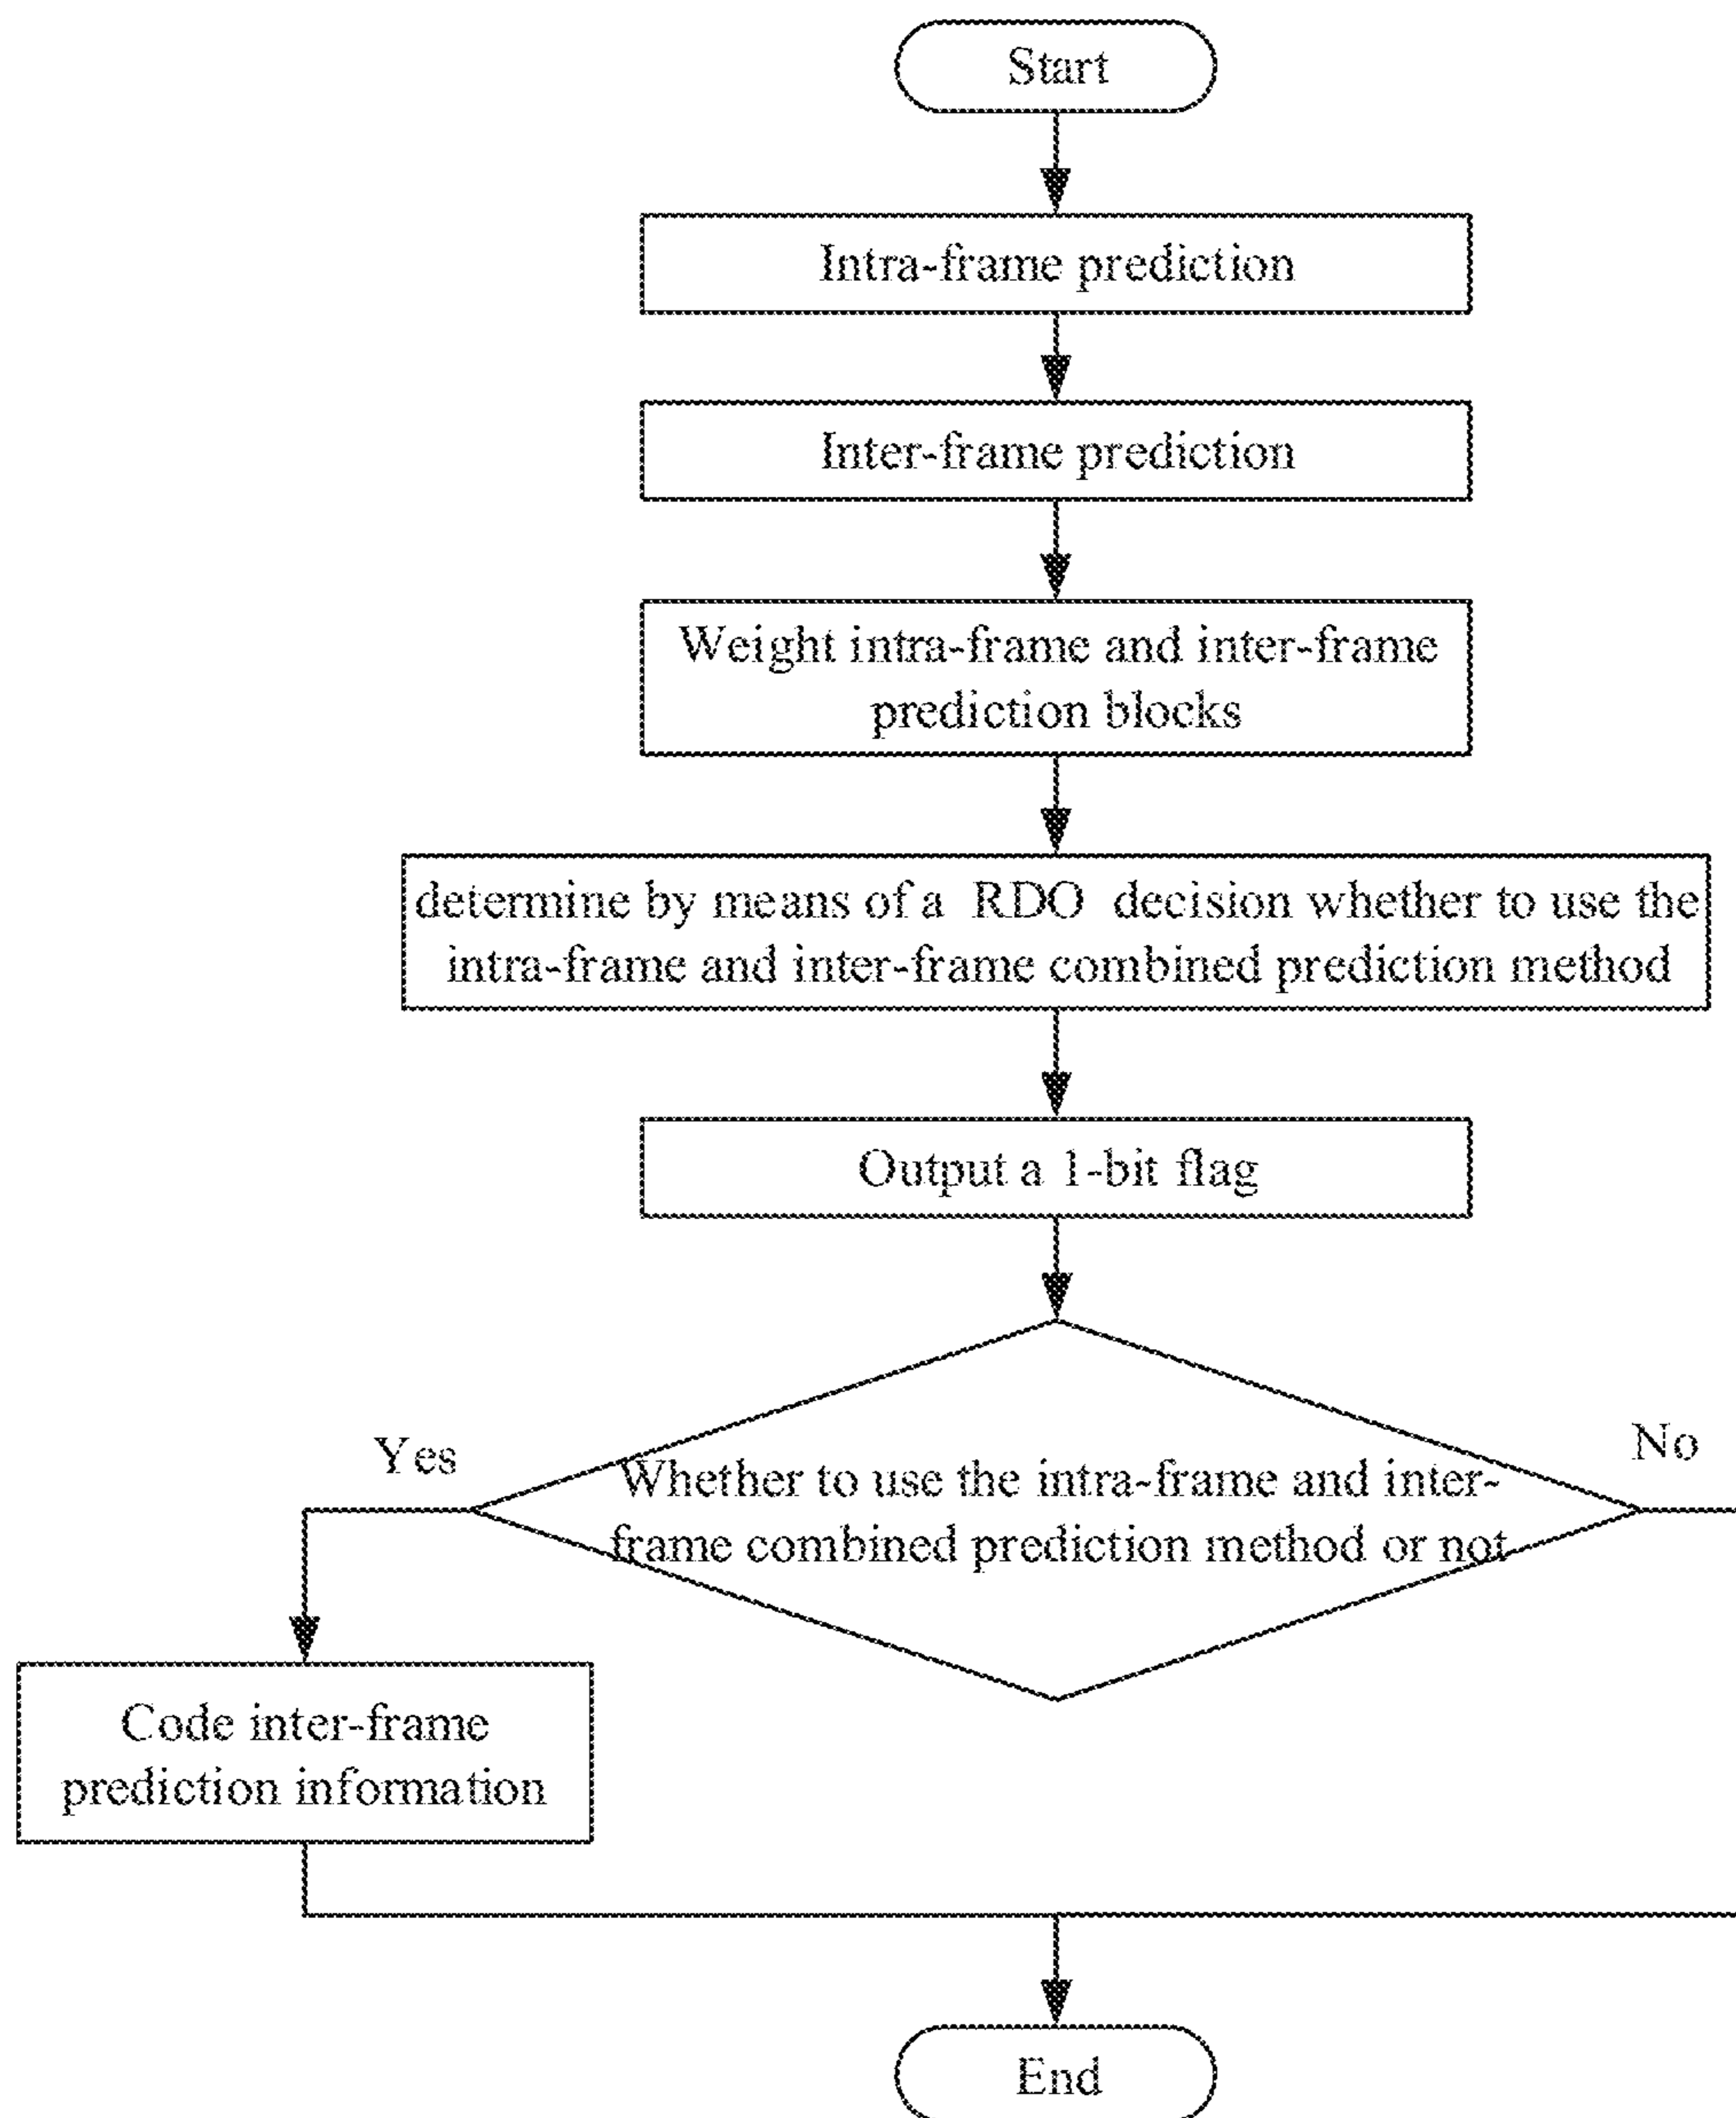 Start
Intra-frame prediction
Inter-frame prediction
Weight intra-frame and inter-frame
prediction blocks
determine by means of a RDO decision whether to use the
intra-frame and inter-frame combined prediction method
Output a 1-bit flag
Yes
No
Whether to use the intra-frame and inter-
frame combined prediction method or not
Code inter-frame
prediction information
End